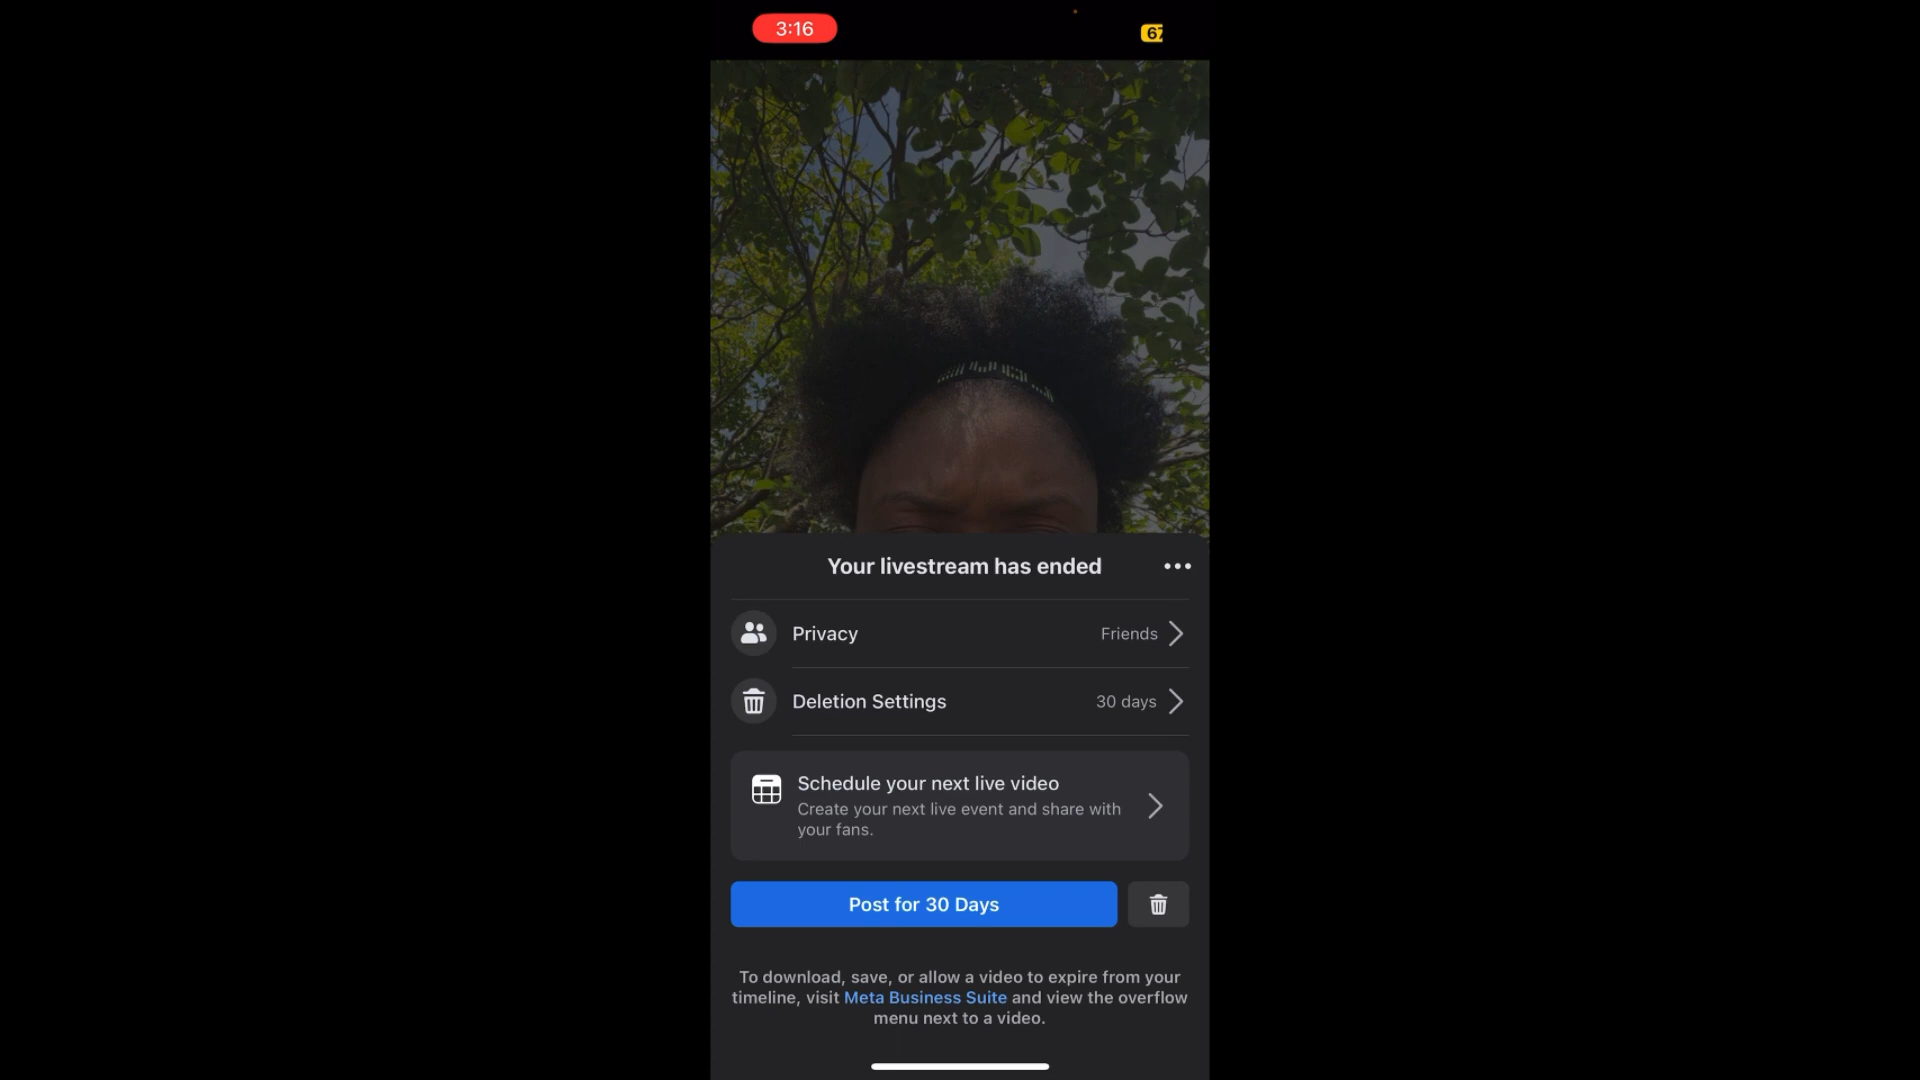 3:16
67
Your livestream has ended
Privacy
Friends
Deletion Settings
30 days
Schedule your next live video
Create your next live event and share with
your fans.
Post for 30 Days
To download, save, or allow a video to expire from your
timeline, visit Meta Business Suite and view the overflow
menu next to a video.